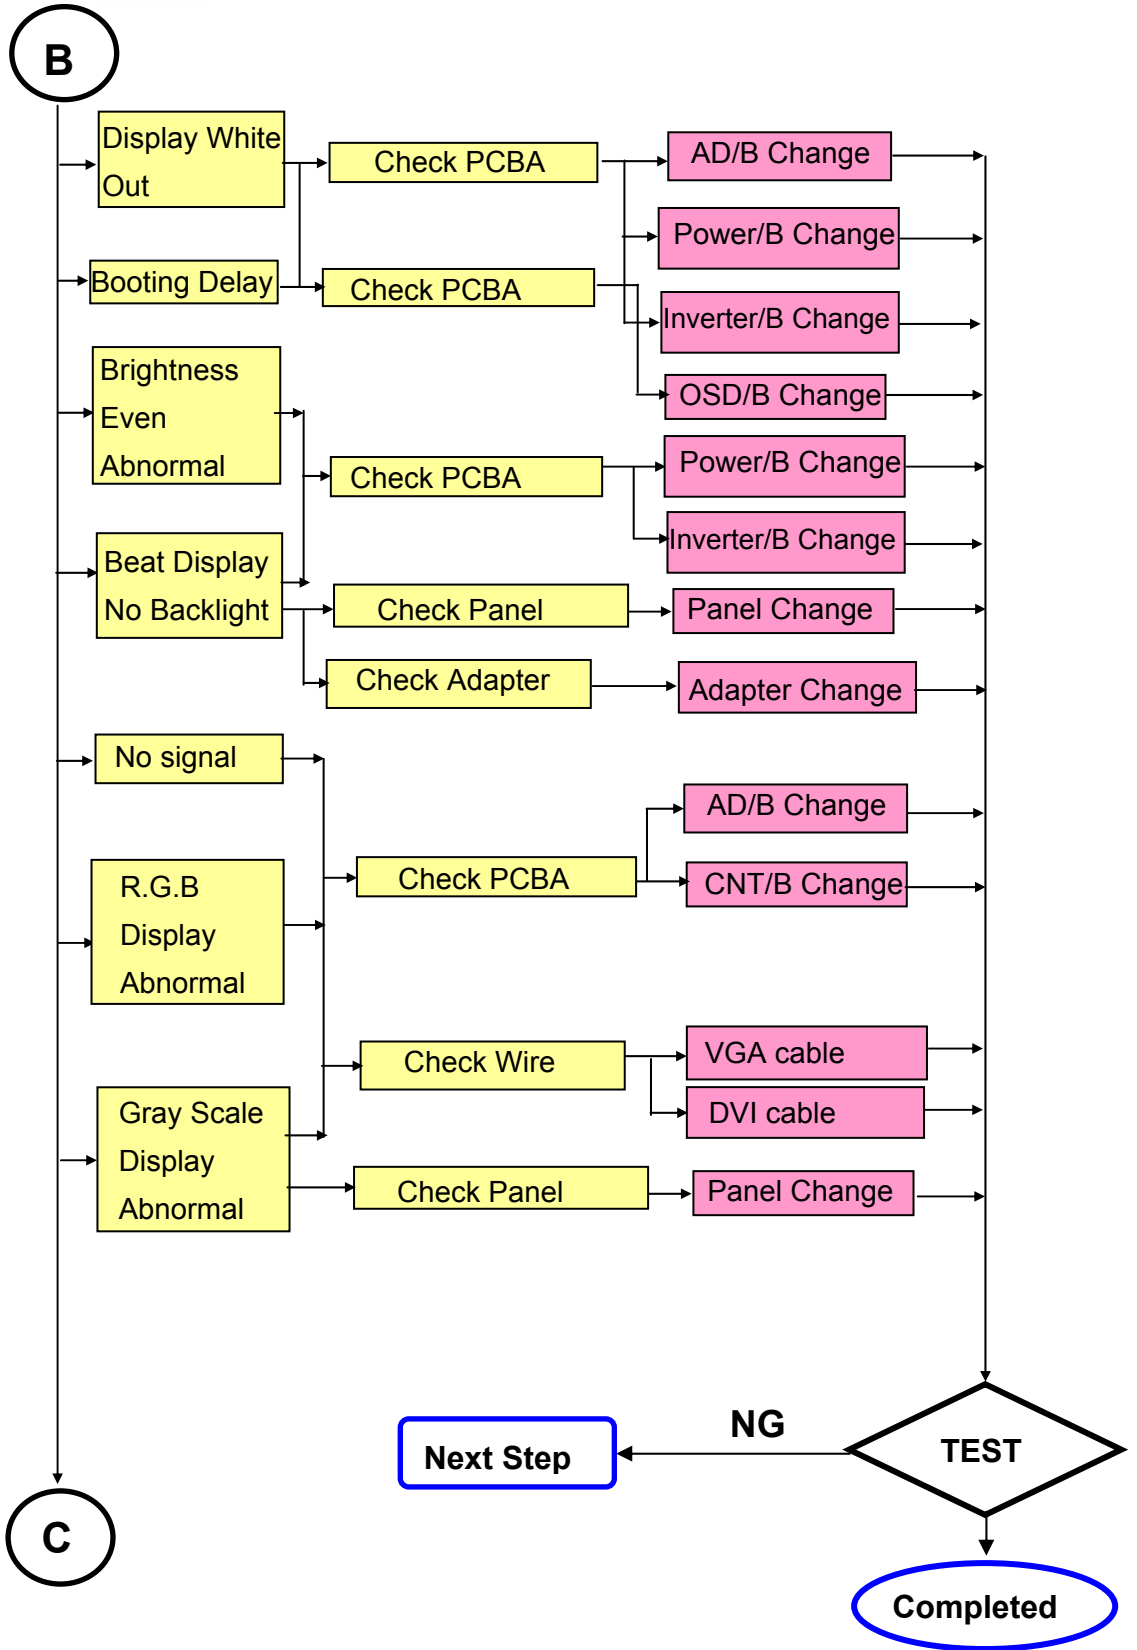 B
Display White
Out
Check PCBA
AD/B Change
Power/B Change
Booting Delay
Check PCBA
Inverter/B Change
OSD/B Change
Brightness
Even
Abnormal
Check PCBA
Power/B Change
Inverter/B Change
Beat Display
No Backlight
Check Panel
Panel Change
Check Adapter
Adapter Change
No signal
AD/B Change
R.G.B
Display
Abnormal
Check PCBA
CNT/B Change
Check Wire
VGA cable
DVI cable
Gray Scale
Display
Abnormal
Check Panel
Panel Change
NG
Next Step
TEST
C
Completed